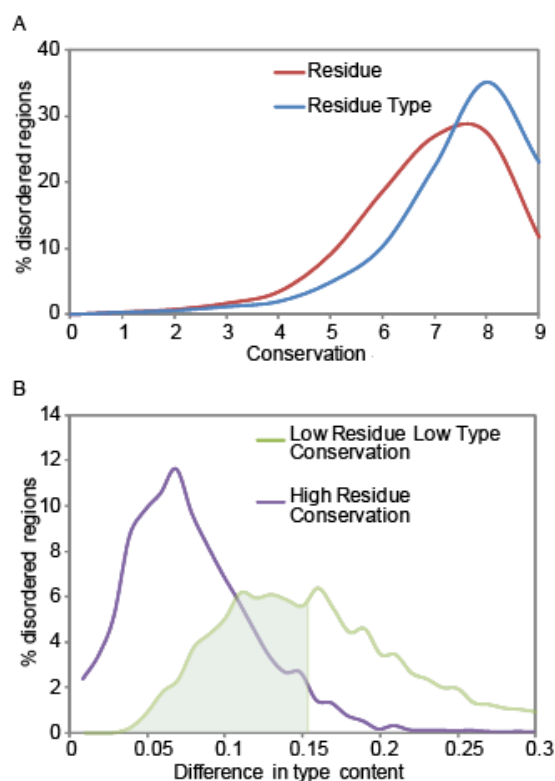 A
40
30
20
10
0
% disordered regions
Residue
Residue Type
0 1 2 3 4 5 6 7 8 9
Conservation
B
14
12
10
8
6
4
2
0
% disordered regions
Low Residue Low Type
Conservation
High Residue
Conservation
0 0.05 0.1 0.15 0.2 0.25 0.3
Difference in type content